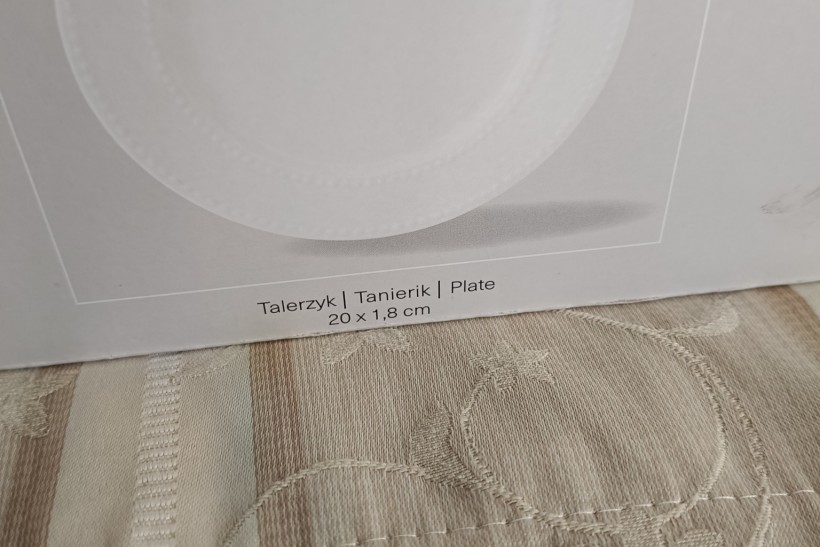 Talerzyk | Tanierik | Plate
20 x 1,8 cm